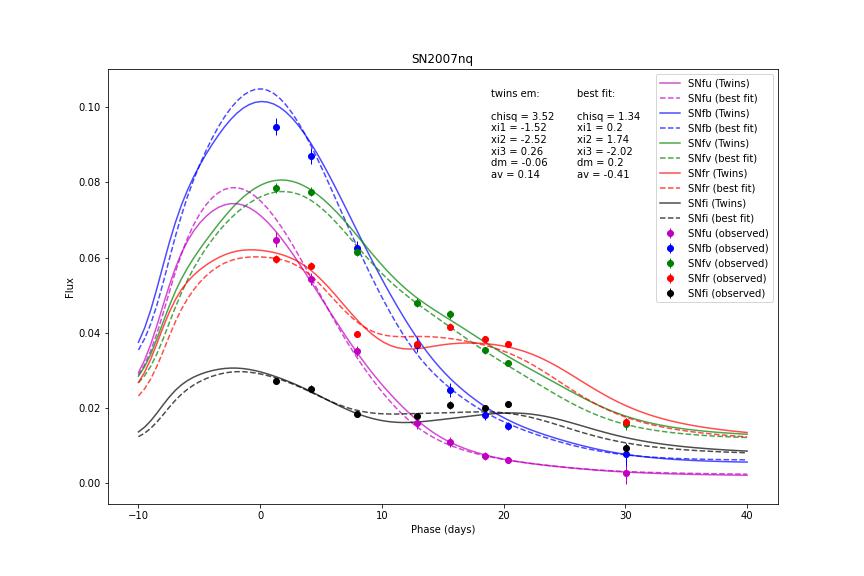 SN2007nq
twins em: best fit:
chisq = 3.52 chisq = 1.34
xi1 = -1.52 xi1 = 0.2
xi2 = -2.52 xi2 = 1.74
xi3 = 0.26 xi3 = -2.02
dm = -0.06 dm = 0.2
av = 0.14 av = -0.41
SNfu (Twins)
SNfu (best fit)
SNfb (Twins)
SNfb (best fit)
SNfv (Twins)
SNfv (best fit)
SNfr (Twins)
SNfr (best fit)
SNfi (Twins)
SNfi (best fit)
SNfu (observed)
SNfb (observed)
SNfv (observed)
SNfr (observed)
SNfi (observed)
Flux
0.10
0.08
0.06
0.04
0.02
0.00
−10 0 10 20 30 40
Phase (days)